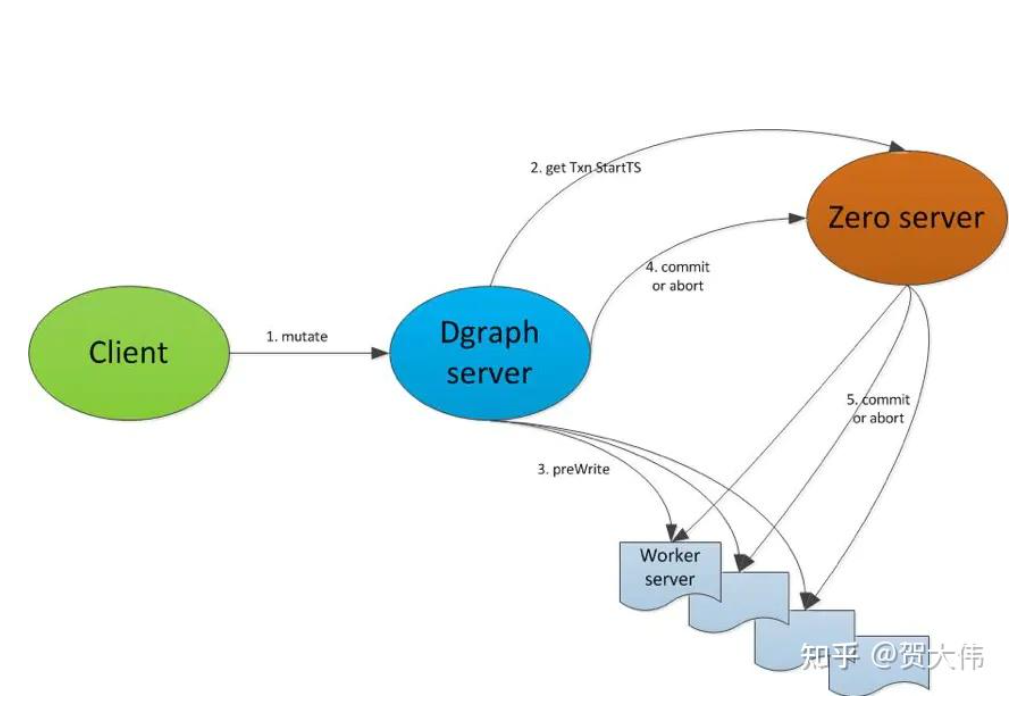 2. get Txn StartTS
Zero server
4. commit
or abort
Client
1. mutate
Dgraph
server
5. commit
or abort
3. preWrite
Worker
server
知乎 @贺大伟